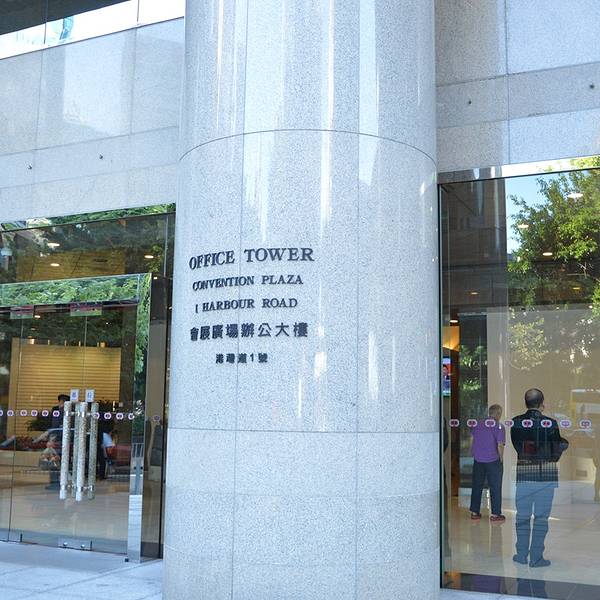 OFFICE TOWER
CONVENTION PLAZA
1 HARBOUR ROAD
會展廣場辦公大樓
港灣道1號